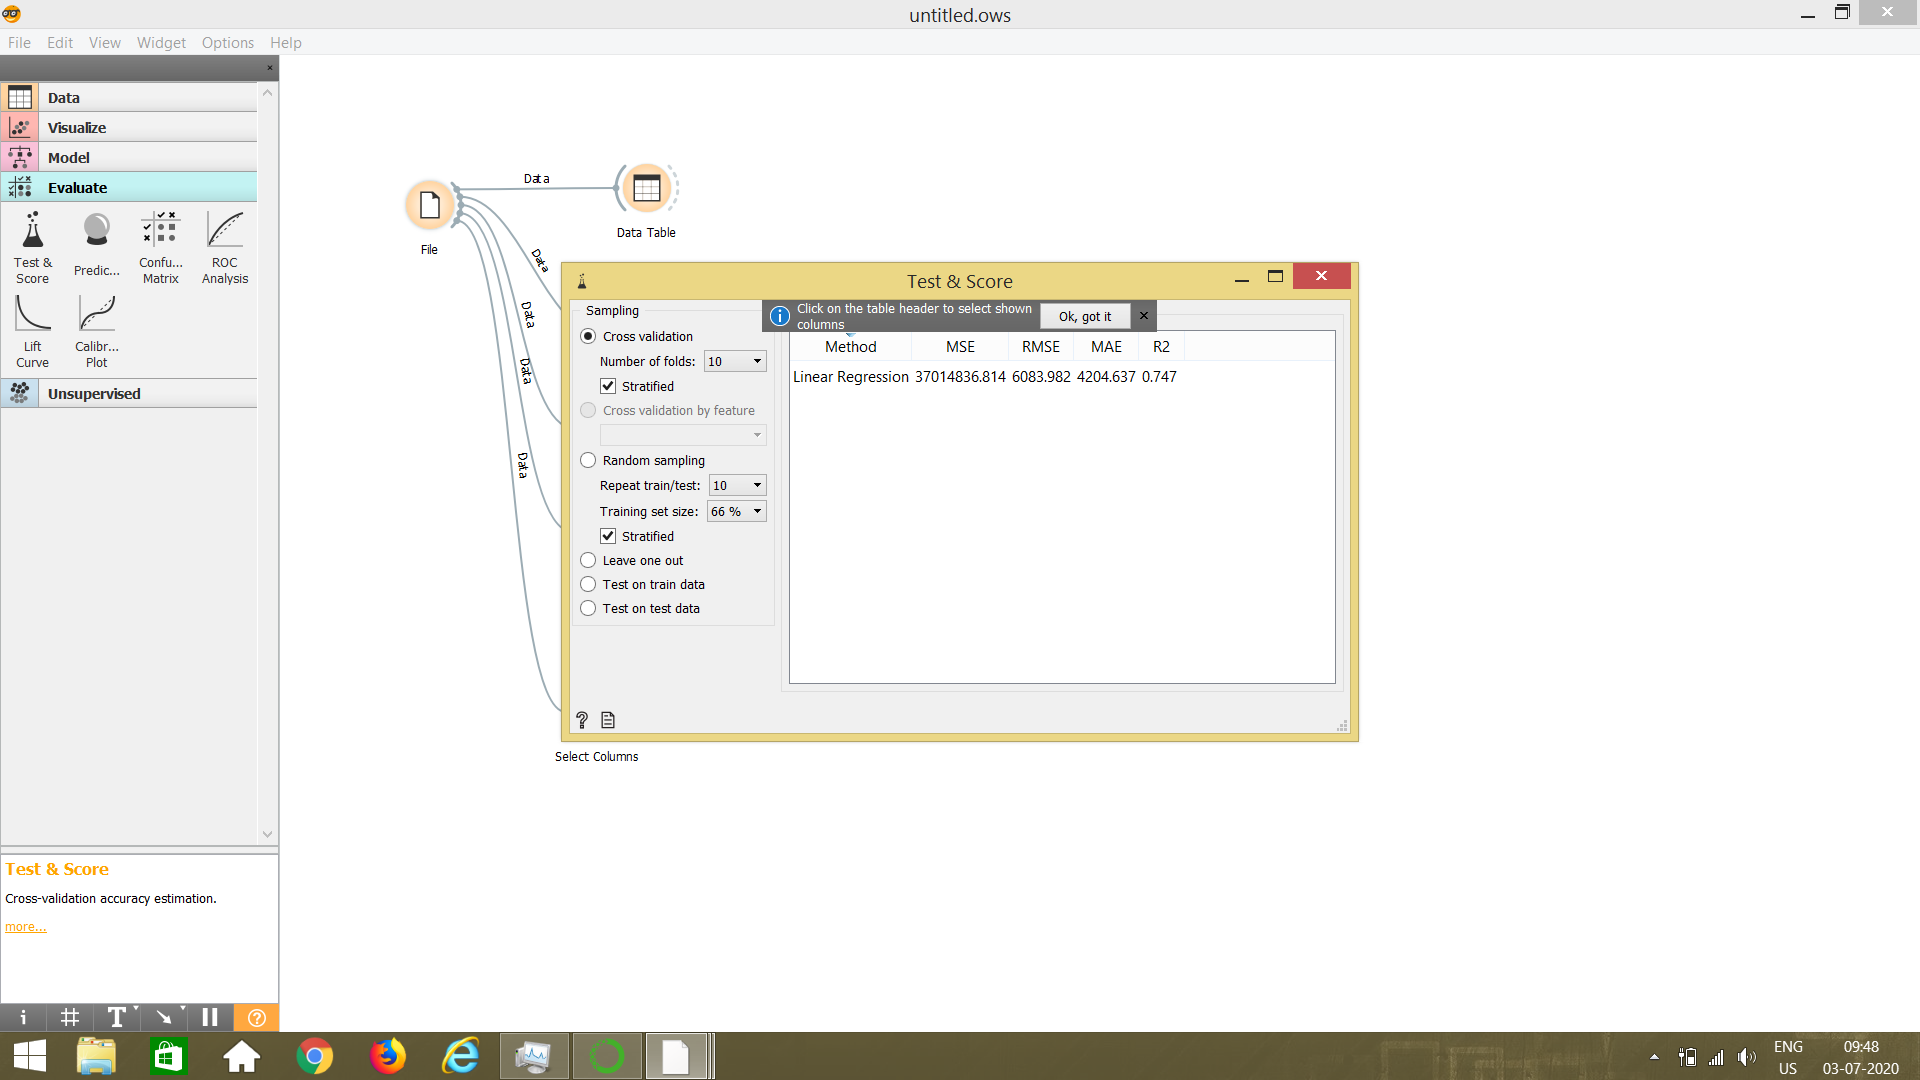 untitled.ows
File Edit View Widget Options Help
Data
Visualize
Model
Evaluate
Test & Score
Predic...
Confu... Matrix
ROC Analysis
Lift Curve
Calibr... Plot
Unsupervised
Test & Score
Cross-validation accuracy estimation.
more...
File
Data
Data Table
Data
Data
Data
Data
Select Columns
Test & Score
Sampling
Cross validation
Number of folds: 10
Stratified
Cross validation by feature
Random sampling
Repeat train/test: 10
Training set size: 66 %
Stratified
Leave one out
Test on train data
Test on test data
Click on the table header to select shown
columns
Ok, got it
Method MSE RMSE MAE R2
Linear Regression 37014836.814 6083.982 4204.637 0.747
ENG
US
09:48
03-07-2020